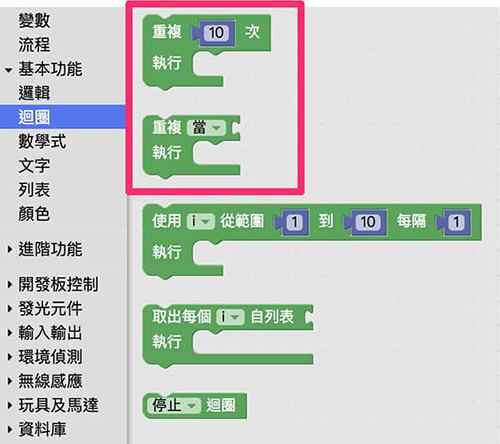 變數
流程
基本功能
邏輯
迴圈
數學式
文字
列表
顏色
進階功能
開發板控制
發光元件
輸入輸出
環境偵測
無線感應
玩具及馬達
資料庫
重複 10 次
執行
重複 當
執行
使用 i 從範圍 1 到 10 每隔 1
執行
取出每個 i 自列表
執行
停止 迴圈